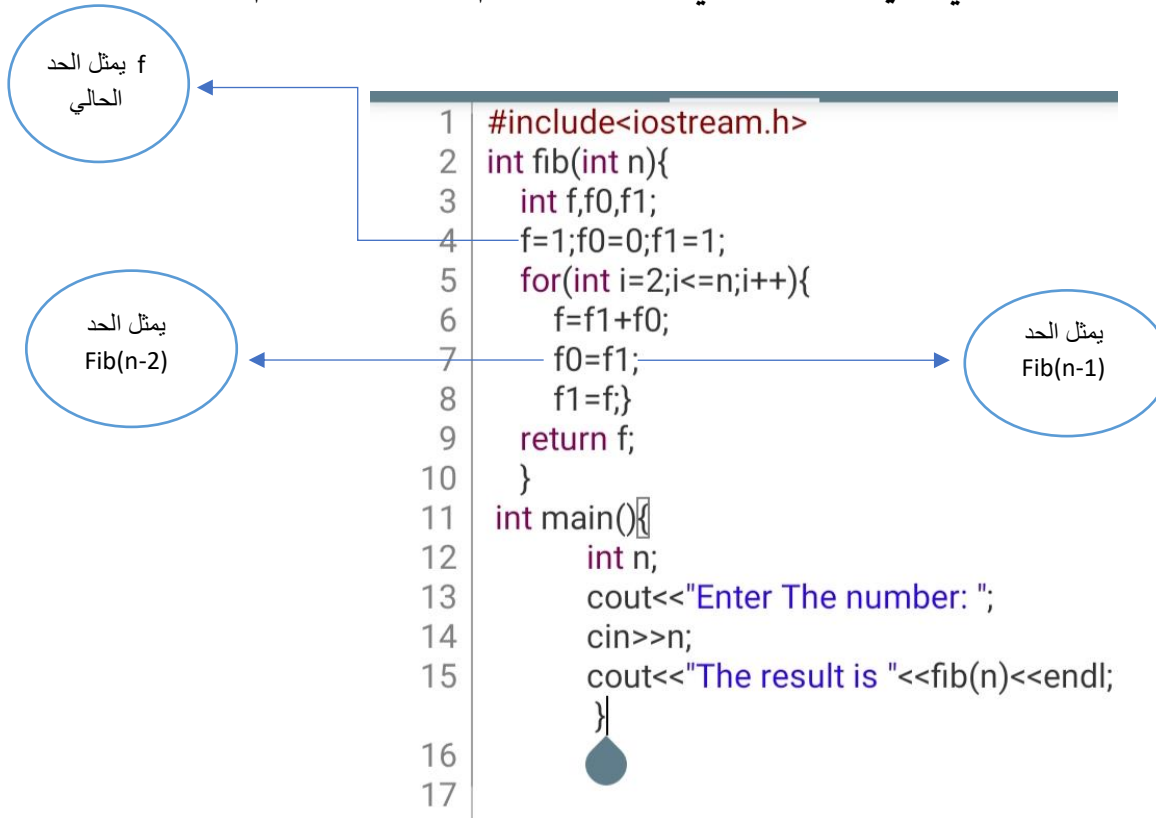 f يمثل الحد
الحالي
1 #include<iostream.h>
2 int fib(int n){
3 int f,f0,f1;
4 f=1;f0=0;f1=1;
5 for(int i=2;i<=n;i++){
6 f=f1+f0;
يمثل الحد
Fib(n-2)
7 f0=f1;
يمثل الحد
Fib(n-1)
8 f1=f;}
9 return f;
10 }
11 int main(){
12 int n;
13 cout<<"Enter The number: ";
14 cin>>n;
15 cout<<"The result is "<<fib(n)<<endl;
}
16
17